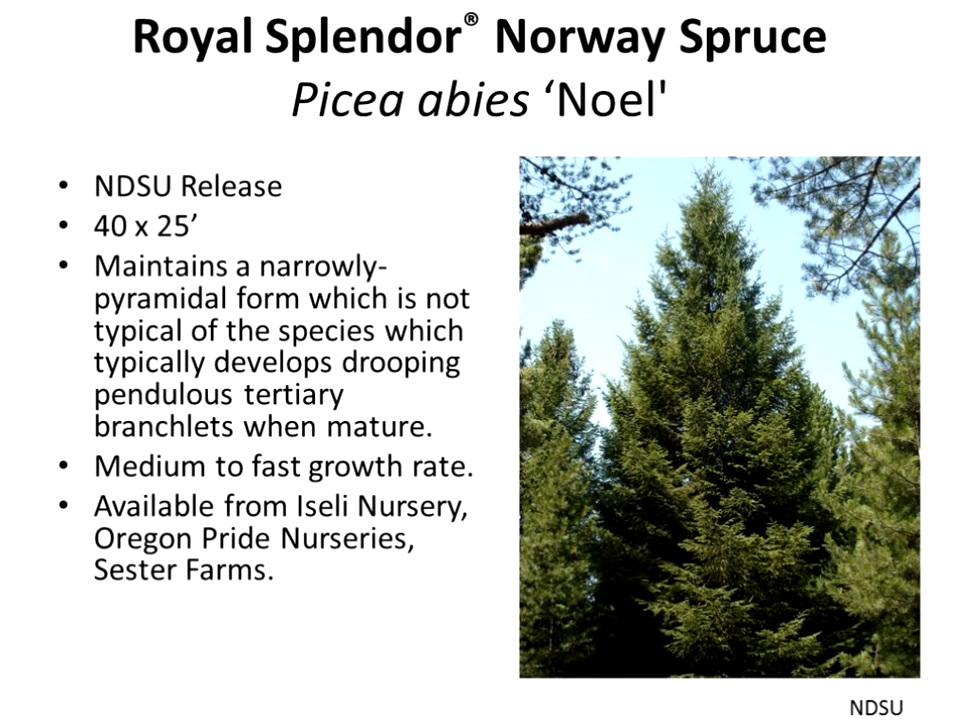 Royal Splendor® Norway Spruce
Picea abies ‘Noel'
• NDSU Release
• 40 x 25’
• Maintains a narrowly-
pyramidal form which is not
typical of the species which
typically develops drooping
pendulous tertiary
branchlets when mature.
• Medium to fast growth rate.
• Available from Iseli Nursery,
Oregon Pride Nurseries,
Sester Farms.
NDSU